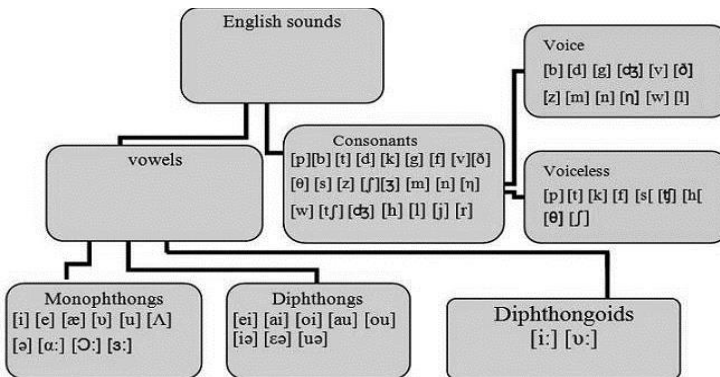 English sounds
Voice
[b] [d] [g] [ʤ] [v] [ð]
[z] [m] [n] [η] [w] [l]
vowels
Consonants
[p][b] [t] [d] [k] [g] [f] [v][ð]
[θ] [s] [z] [ʃ][ʒ] [m] [n] [η]
[w] [tʃ] [ʤ] [h] [l] [j] [r]
Voiceless
[p] [t] [k] [f] [s[ [ʧ] [h[
[θ] [ʃ]
Monophthongs
[i] [e] [æ] [ʋ] [u] [Λ]
[ə] [ɑ:] [Ɔ:] [ɜ:]
Diphthongs
[ei] [ai] [oi] [au] [ou]
[iə] [ɛə] [uə]
Diphthongoids
[i:] [ʋ:]